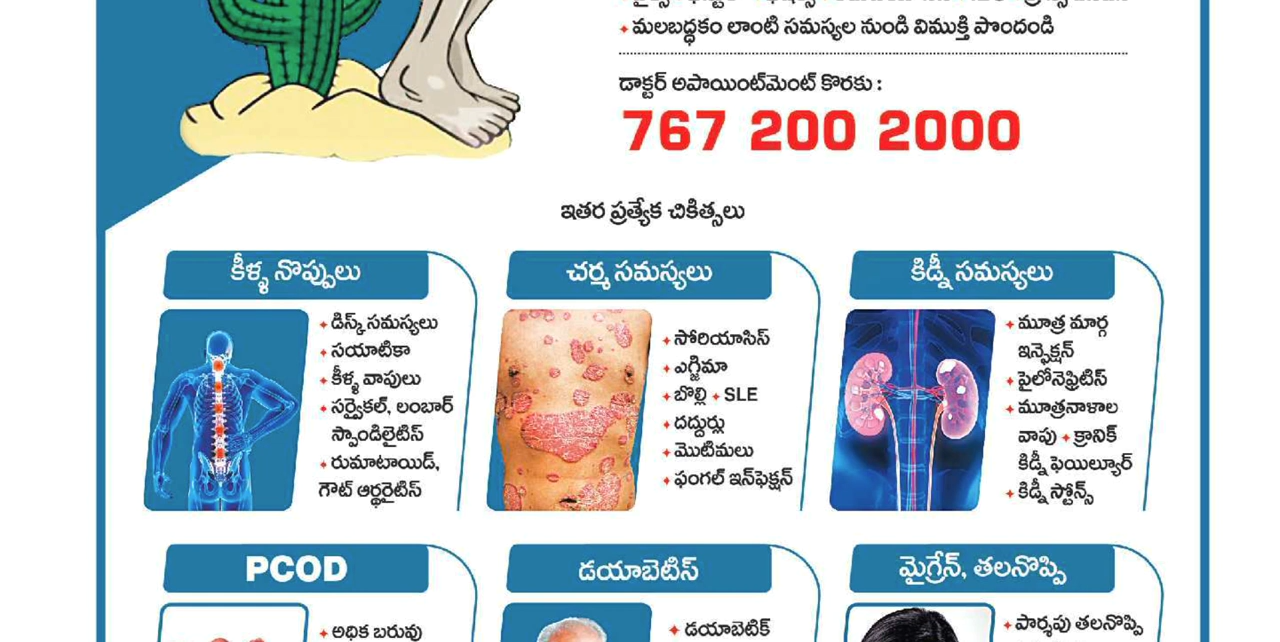 మలబద్ధకం లాంటి సమస్యల నుండి విముక్తి పొందండి
డాక్టర్ అపాయింట్‌మెంట్ కొరకు :
767 200 2000
ఇతర ప్రత్యేక చికిత్సలు
కీళ్ళ నొప్పులు
డిస్క్ సమస్యలు
సయాటికా
కీళ్ళ వాపులు
సర్వైకల్, లంబార్
స్పాండిలైటిస్
రుమాటాయిడ్,
గౌట్ ఆర్థరైటిస్
చర్మ సమస్యలు
సోరియాసిస్
ఎగ్జిమా
బొల్లి + SLE
దద్దుర్లు
మొటిమలు
ఫంగల్ ఇన్‌ఫెక్షన్
కిడ్నీ సమస్యలు
మూత్ర మార్గ
ఇన్ఫెక్షన్
పైలోనెఫ్రిటిస్
మూత్రనాళాల
వాపు + క్రానిక్
కిడ్నీ ఫెయిల్యూర్
కిడ్నీ స్టోన్స్
PCOD
అధిక బరువు
డయాబెటిస్
డయాబెటిక్
మైగ్రేన్, తలనొప్పి
పార్శ్వపు తలనొప్పి